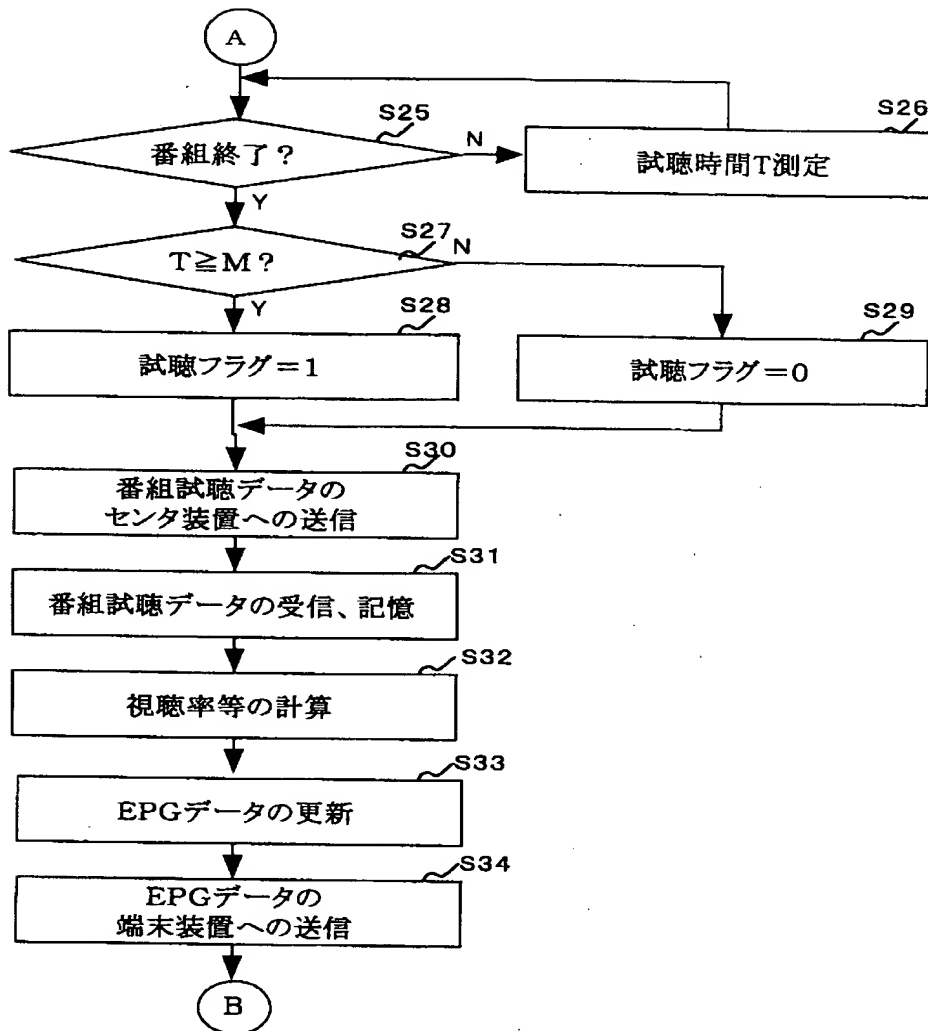 A
S25
番組終了?
N
S26
試聴時間T測定
Y
S27
T≧M?
N
Y
S28
試聴フラグ=1
S29
試聴フラグ=0
S30
番組試聴データの
センタ装置への送信
S31
番組試聴データの受信、記憶
S32
視聴率等の計算
S33
EPGデータの更新
S34
EPGデータの
端末装置への送信
B